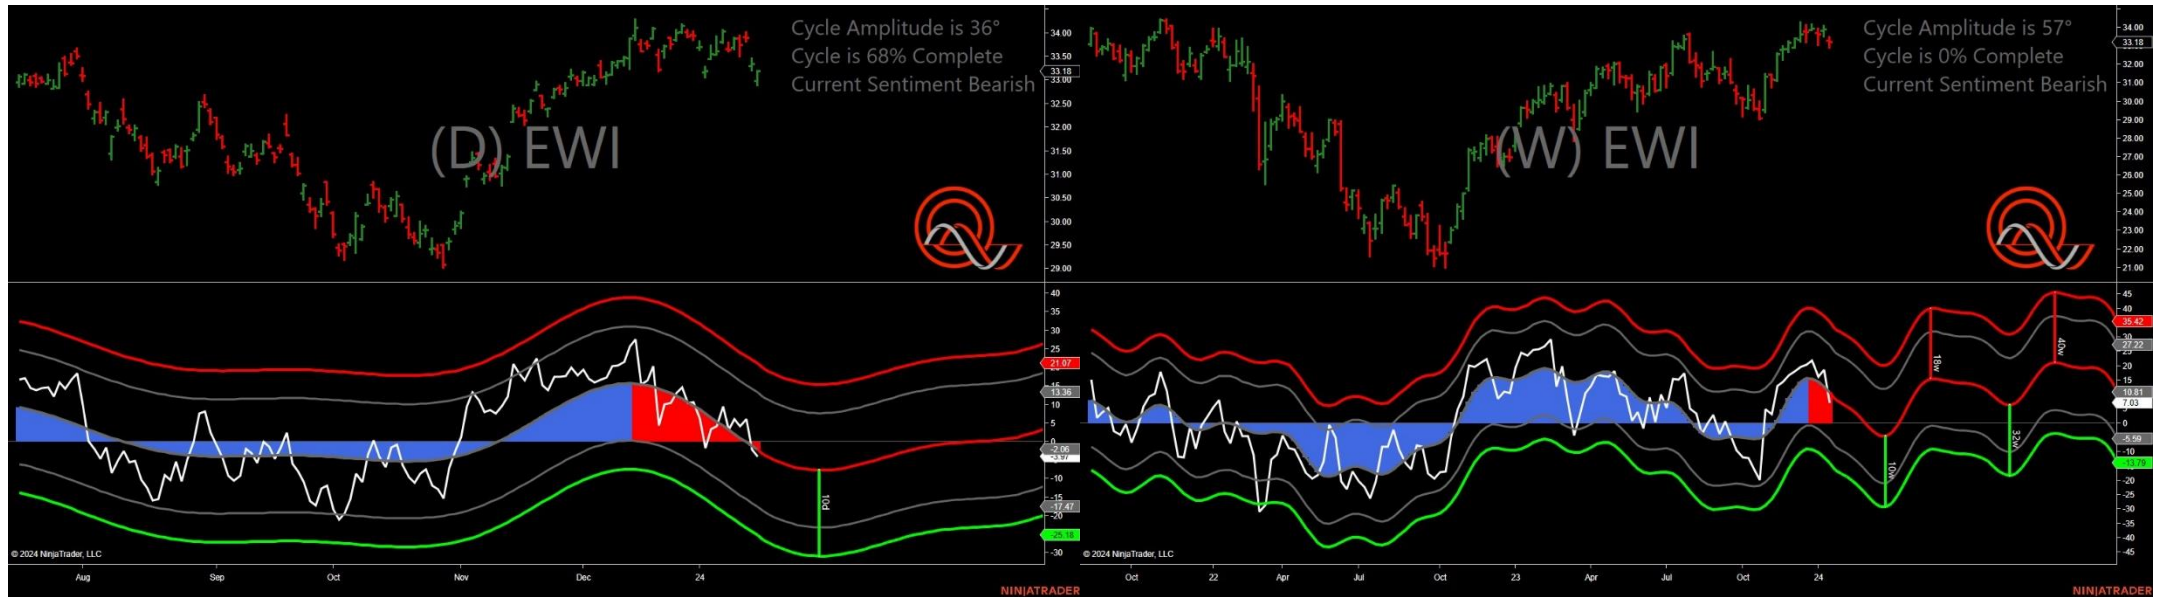 Cycle Amplitude is 36°
Cycle is 68% Complete
Current Sentiment Bearish
(D) EWI
34.00
33.50
33.18
33.00
32.50
32.00
31.50
31.00
30.50
30.00
29.50
29.00
40
35
30
25
21.07
15
13.36
10
5
0
-2.06
-3.97
-10
-15
-17.47
-20
-25.18
-30
10d
© 2024 NinjaTrader, LLC
Aug
Sep
Oct
Nov
Dec
24
NINJATRADER
Cycle Amplitude is 57°
Cycle is 0% Complete
Current Sentiment Bearish
(W) EWI
34.00
33.18
32.00
31.00
30.00
29.00
28.00
27.00
26.00
25.00
24.00
23.00
22.00
21.00
45
40
35.42
30
27.22
25
20
15
10.81
7.03
5
0
-5.59
-10
-13.79
-20
-25
-30
-35
-40
-45
10w
18w
32w
40w
© 2024 NinjaTrader, LLC
Oct
22
Apr
Jul
Oct
23
Apr
Jul
Oct
24
NINJATRADER